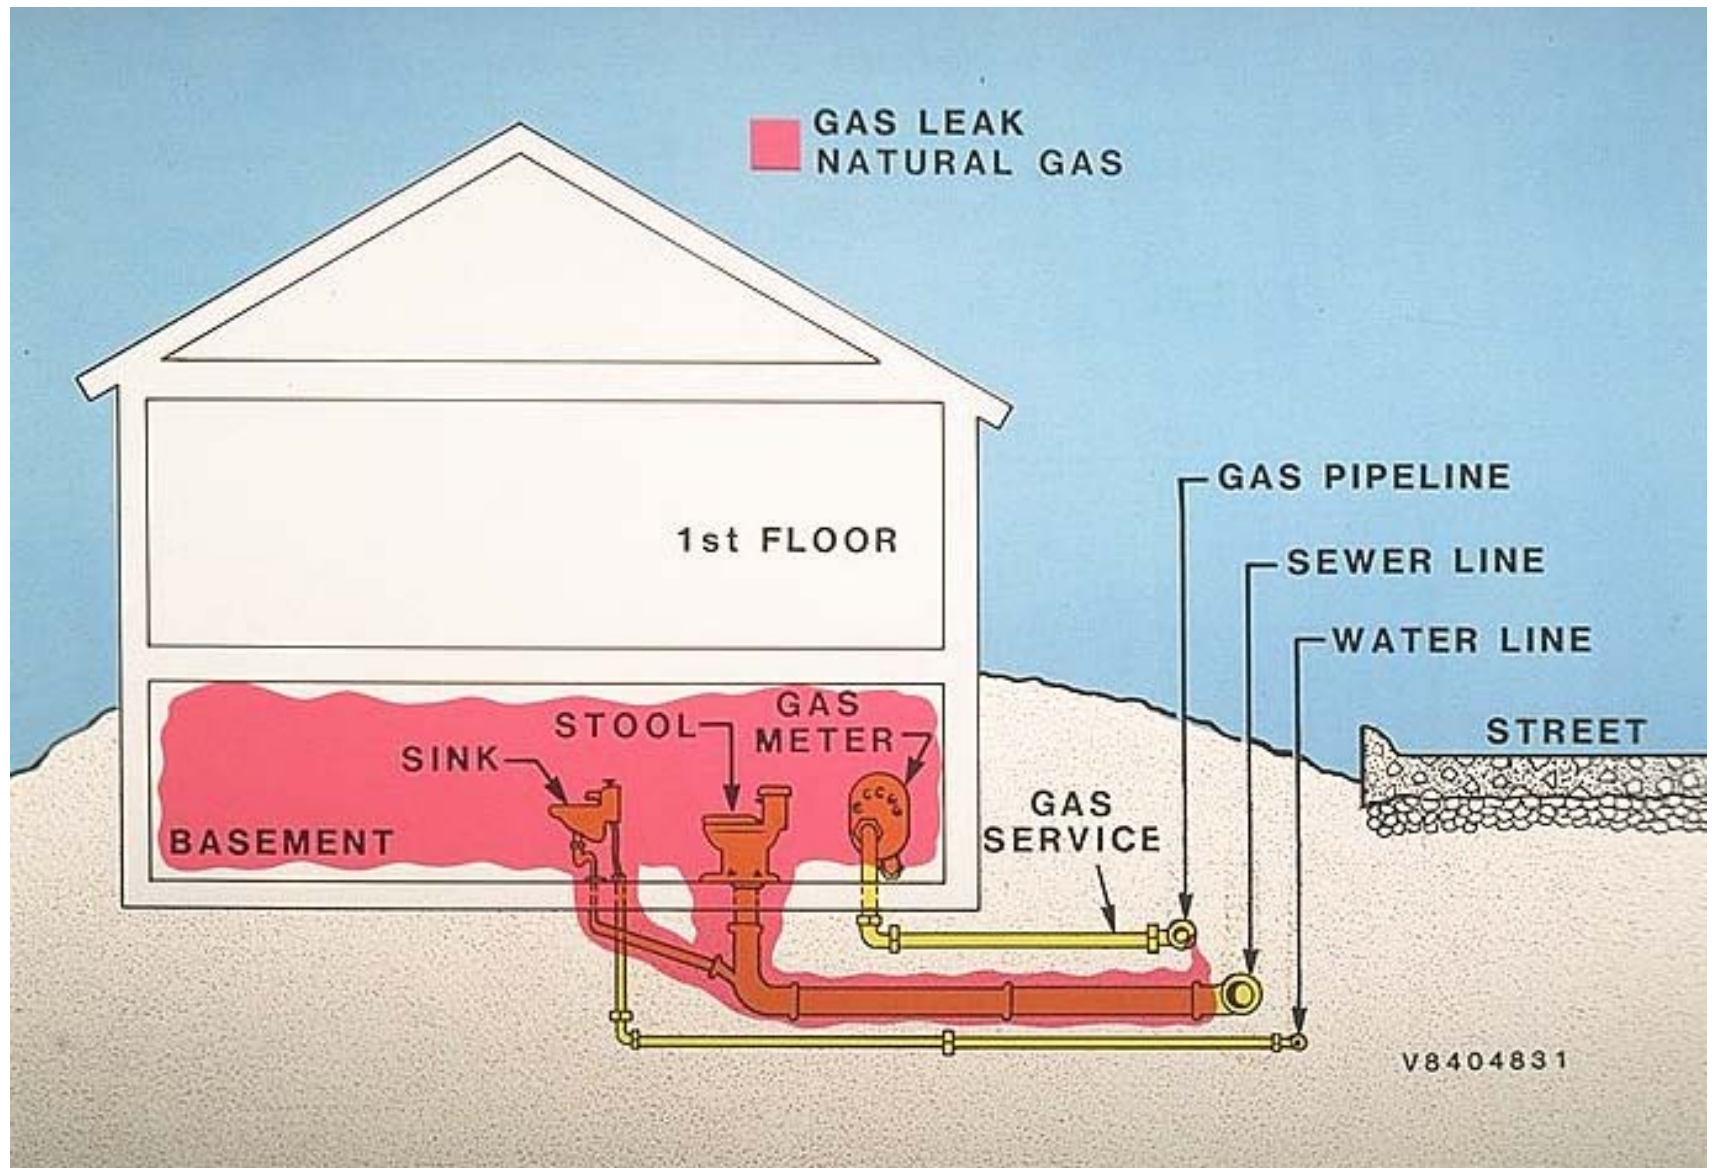 GAS LEAK
NATURAL GAS
1st FLOOR
GAS PIPELINE
SEWER LINE
WATER LINE
STREET
GAS
METER
STOOL
SINK
BASEMENT
GAS
SERVICE
V8404831